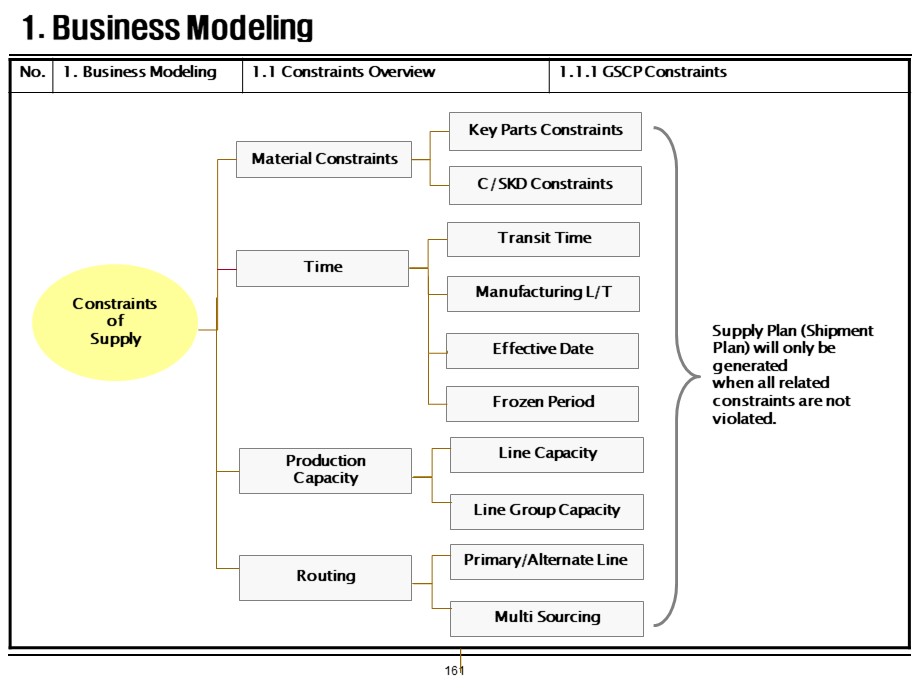 1. Business Modeling
No. 1. Business Modeling 1.1 Constraints Overview 1.1.1 GSCP Constraints
Constraints
of
Supply
Material Constraints
Key Parts Constraints
C/SKD Constraints
Time
Transit Time
Manufacturing L/T
Effective Date
Frozen Period
Production
Capacity
Line Capacity
Line Group Capacity
Routing
Primary/Alternate Line
Multi Sourcing
Supply Plan (Shipment
Plan) will only be
generated
when all related
constraints are not
violated.
161